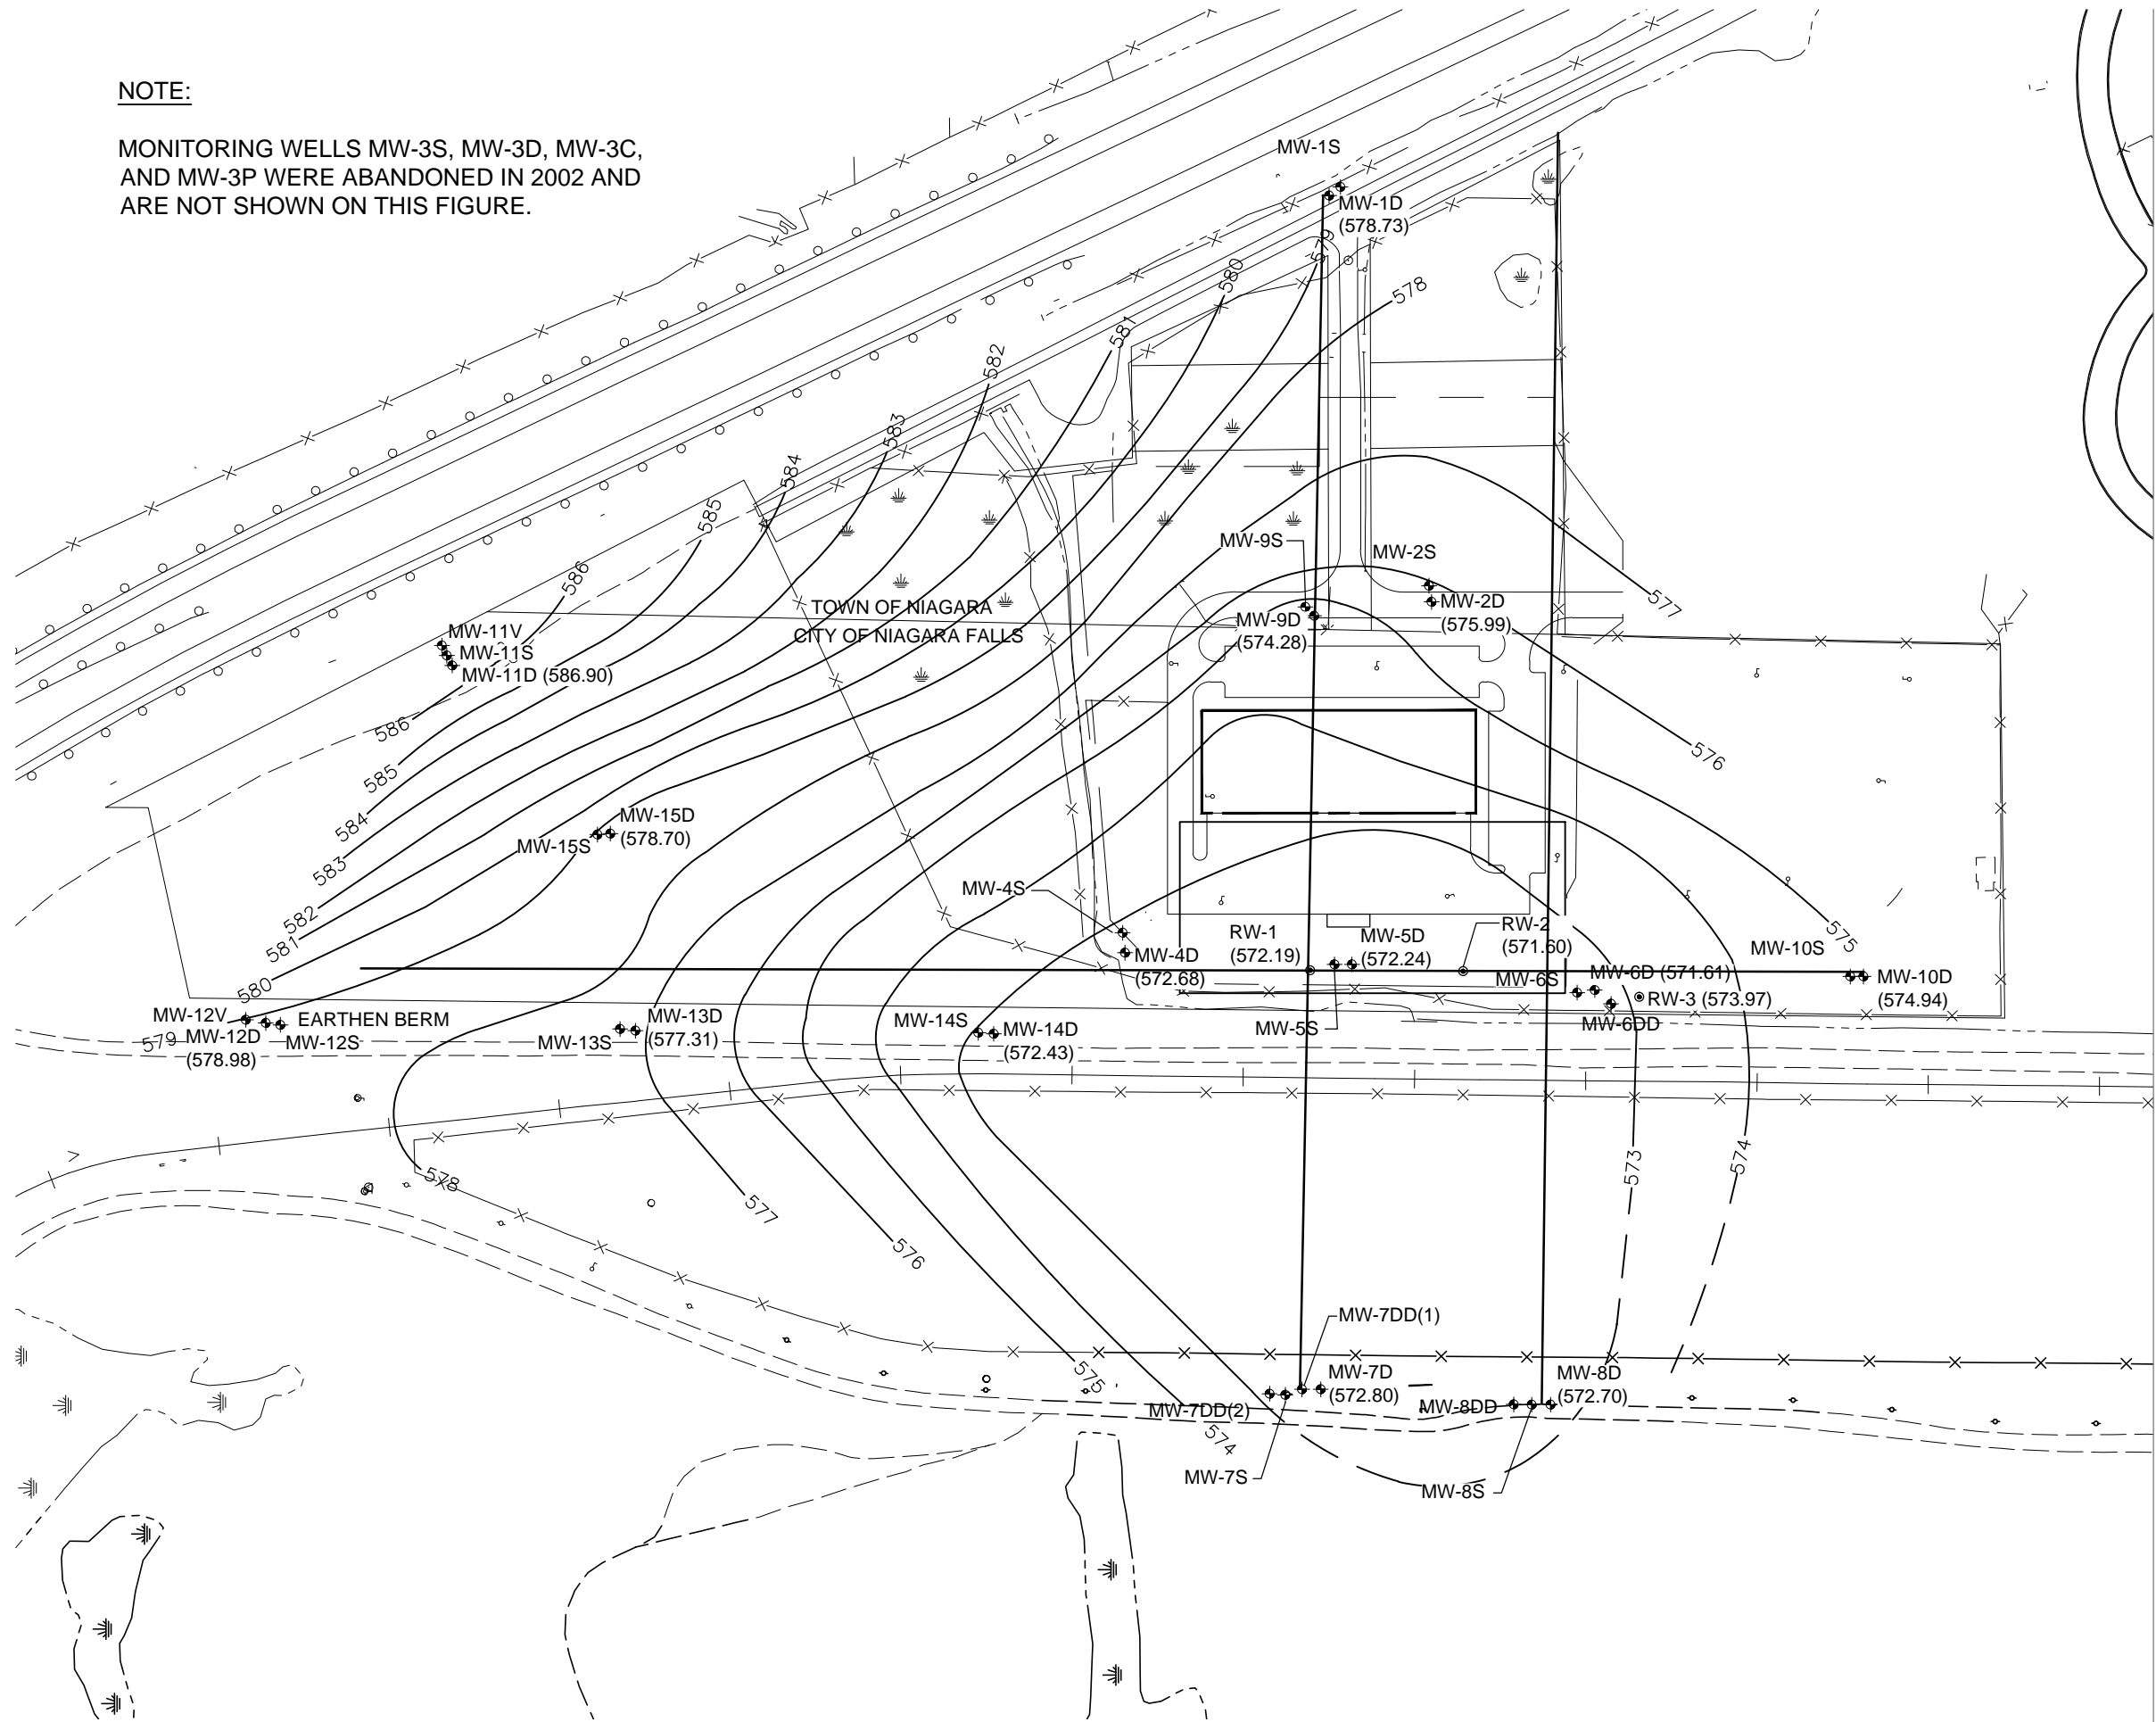 NOTE:
MONITORING WELLS MW-3S, MW-3D, MW-3C,
AND MW-3P WERE ABANDONED IN 2002 AND
ARE NOT SHOWN ON THIS FIGURE.
MW-1S
MW-1D
(578.73)
579
580
578
581
582
583
584
585
586
MW-9S
MW-2S
577
TOWN OF NIAGARA
CITY OF NIAGARA FALLS
MW-9D
(574.28)
MW-2D
(575.99)
MW-11V
MW-11S
MW-11D (586.90)
586
576
585
584
MW-15D
(578.70)
MW-15S
583
MW-4S
582
581
580
575
RW-1
(572.19)
MW-5D
(572.24)
RW-2
(571.60)
MW-10S
MW-4D
(572.68)
MW-6S
MW-6D (571.61)
RW-3 (573.97)
MW-10D
(574.94)
MW-6DD
MW-12V
EARTHEN BERM
579
MW-12D
(578.98)
MW-12S
MW-13D
(577.31)
MW-13S
MW-14S
MW-14D
(572.43)
MW-5S
578
577
576
573
574
MW-7DD(1)
575
MW-7D
(572.80)
MW-8D
(572.70)
MW-7DD(2)
MW-8DD
574
MW-7S
MW-8S